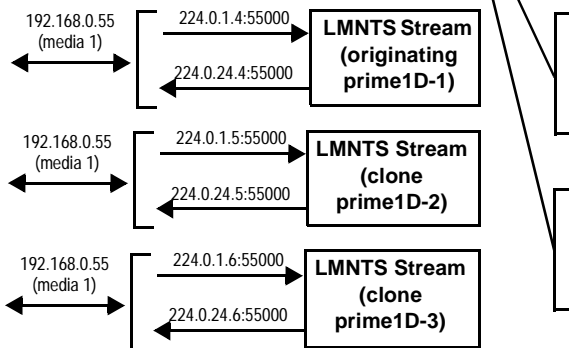 192.168.0.55
(media 1)
224.0.1.4:55000
224.0.24.4:55000
LMNTS Stream
(originating
prime1D-1)
192.168.0.55
(media 1)
224.0.1.5:55000
224.0.24.5:55000
LMNTS Stream
(clone
prime1D-2)
192.168.0.55
(media 1)
224.0.1.6:55000
224.0.24.6:55000
LMNTS Stream
(clone
prime1D-3)